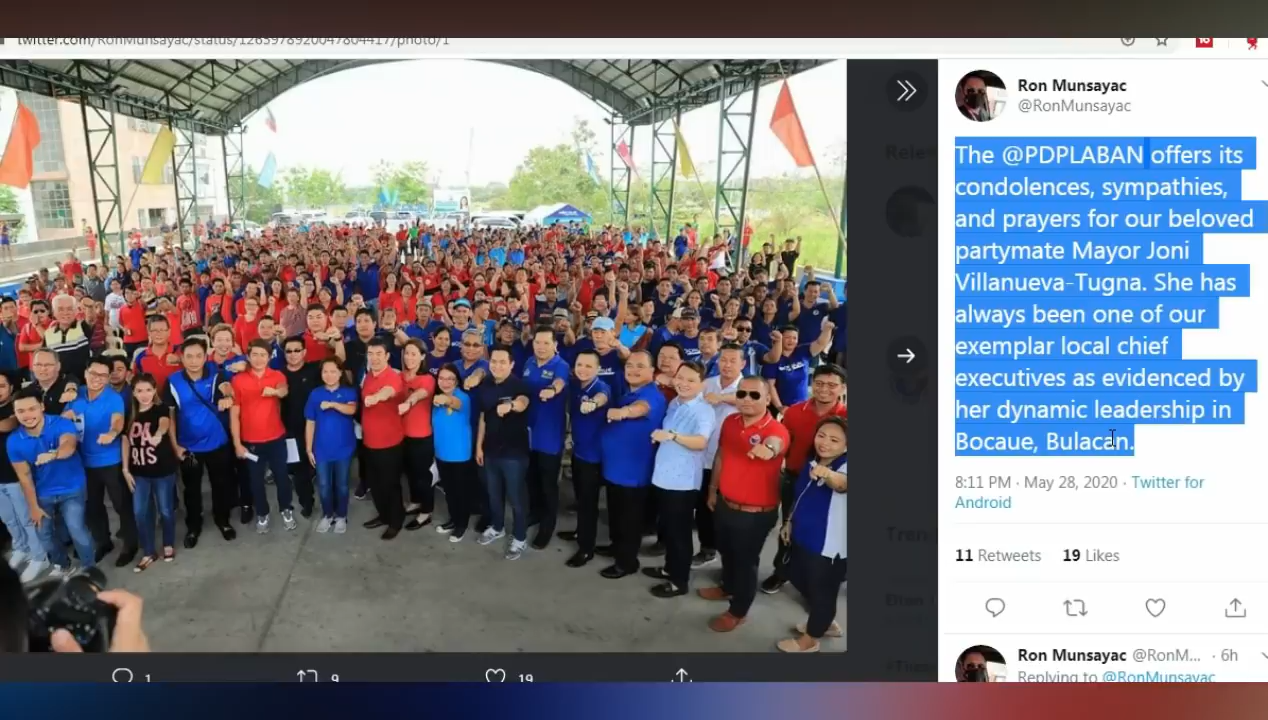 twitter.com/RonMunsayac/status/1265978920047804417/photo/1
Ron Munsayac
@RonMunsayac
The @PDPLABAN offers its
condolences, sympathies,
and prayers for our beloved
partymate Mayor Joni
Villanueva-Tugna. She has
always been one of our
exemplar local chief
executives as evidenced by
her dynamic leadership in
Bocaue, Bulacan.
8:11 PM · May 28, 2020 · Twitter for
Android
11 Retweets 19 Likes
Ron Munsayac @RonM... · 6h
Replying to @RonMunsayac
1 9 19
PA
RIS